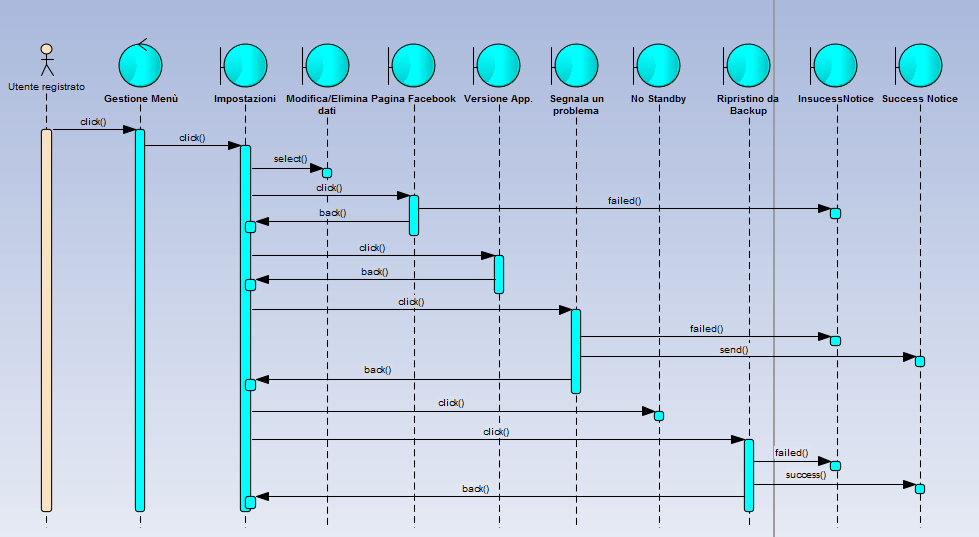 Utente registrato
Gestione Menù
Impostazioni
Modifica/Elimina
dati
Pagina Facebook
Versione App.
Segnala un
problema
No Standby
Ripristino da
Backup
InsucessNotice
Success Notice
click()
click()
select()
click()
failed()
back()
click()
back()
click()
failed()
send()
back()
click()
click()
failed()
success()
back()